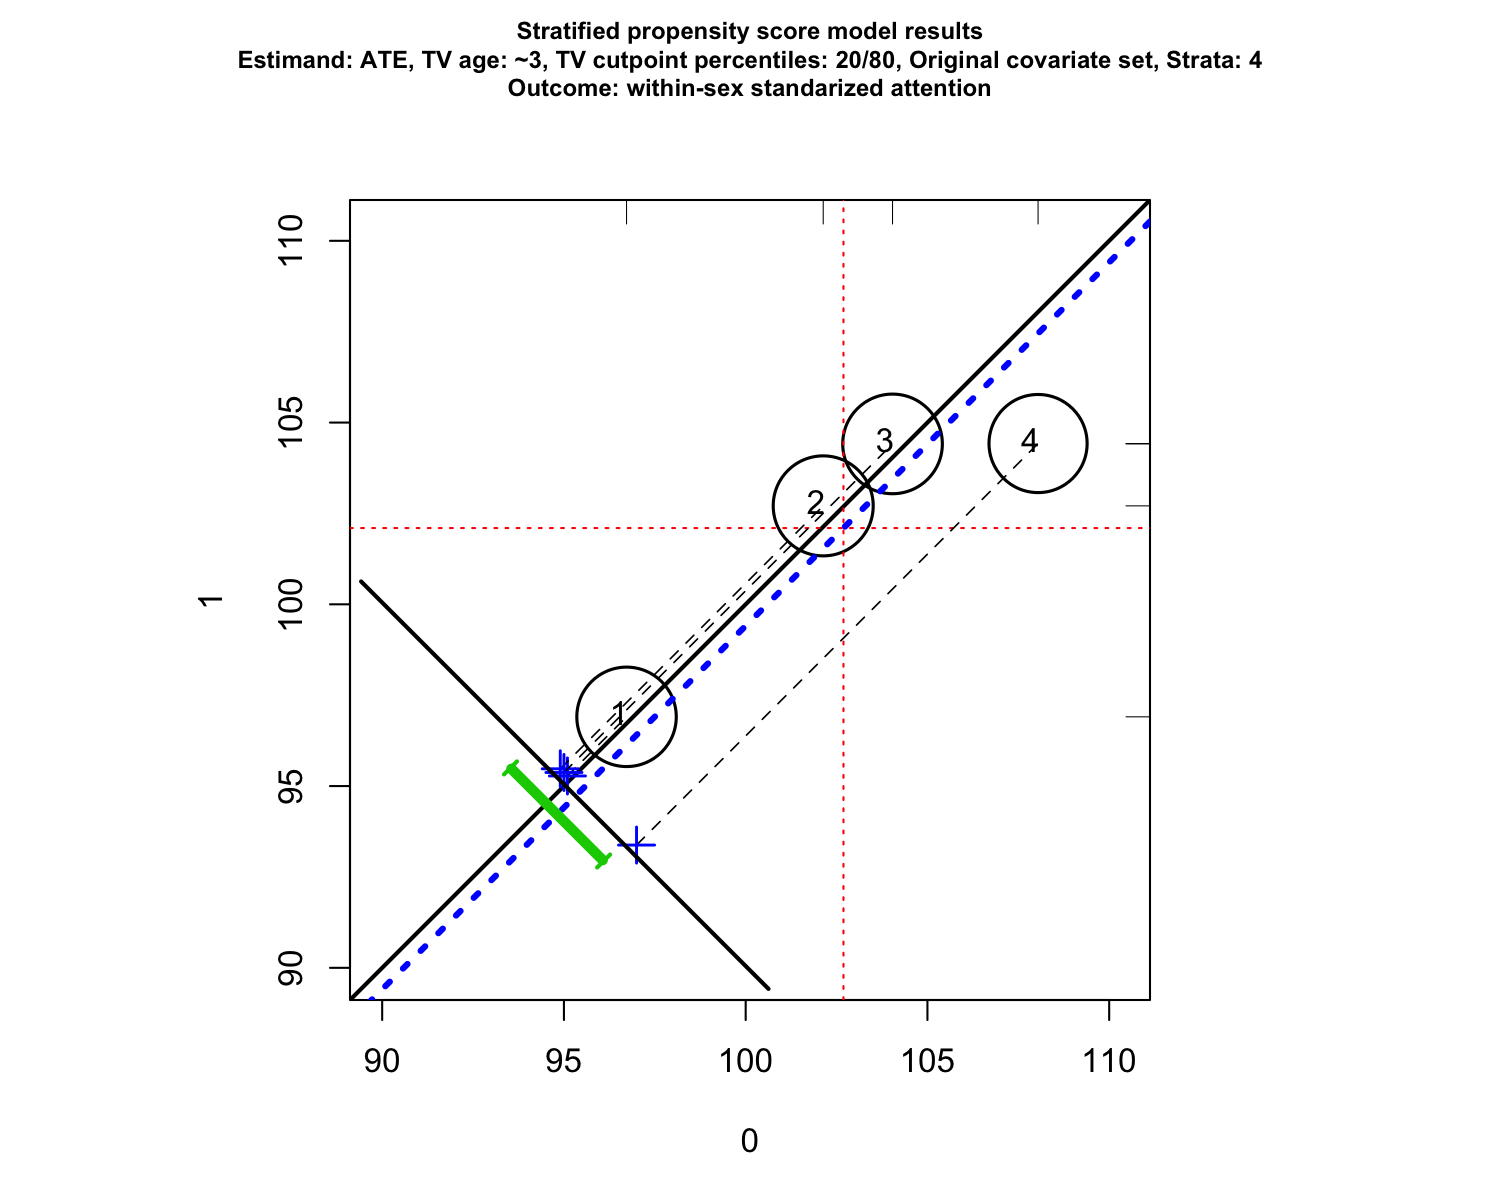 Stratified propensity score model results
Estimand: ATE, TV age: ~3, TV cutpoint percentiles: 20/80, Original covariate set, Strata: 4
Outcome: within-sex standarized attention
110
105
100
95
90
1
3
4
2
1
90 95 100 105 110
0